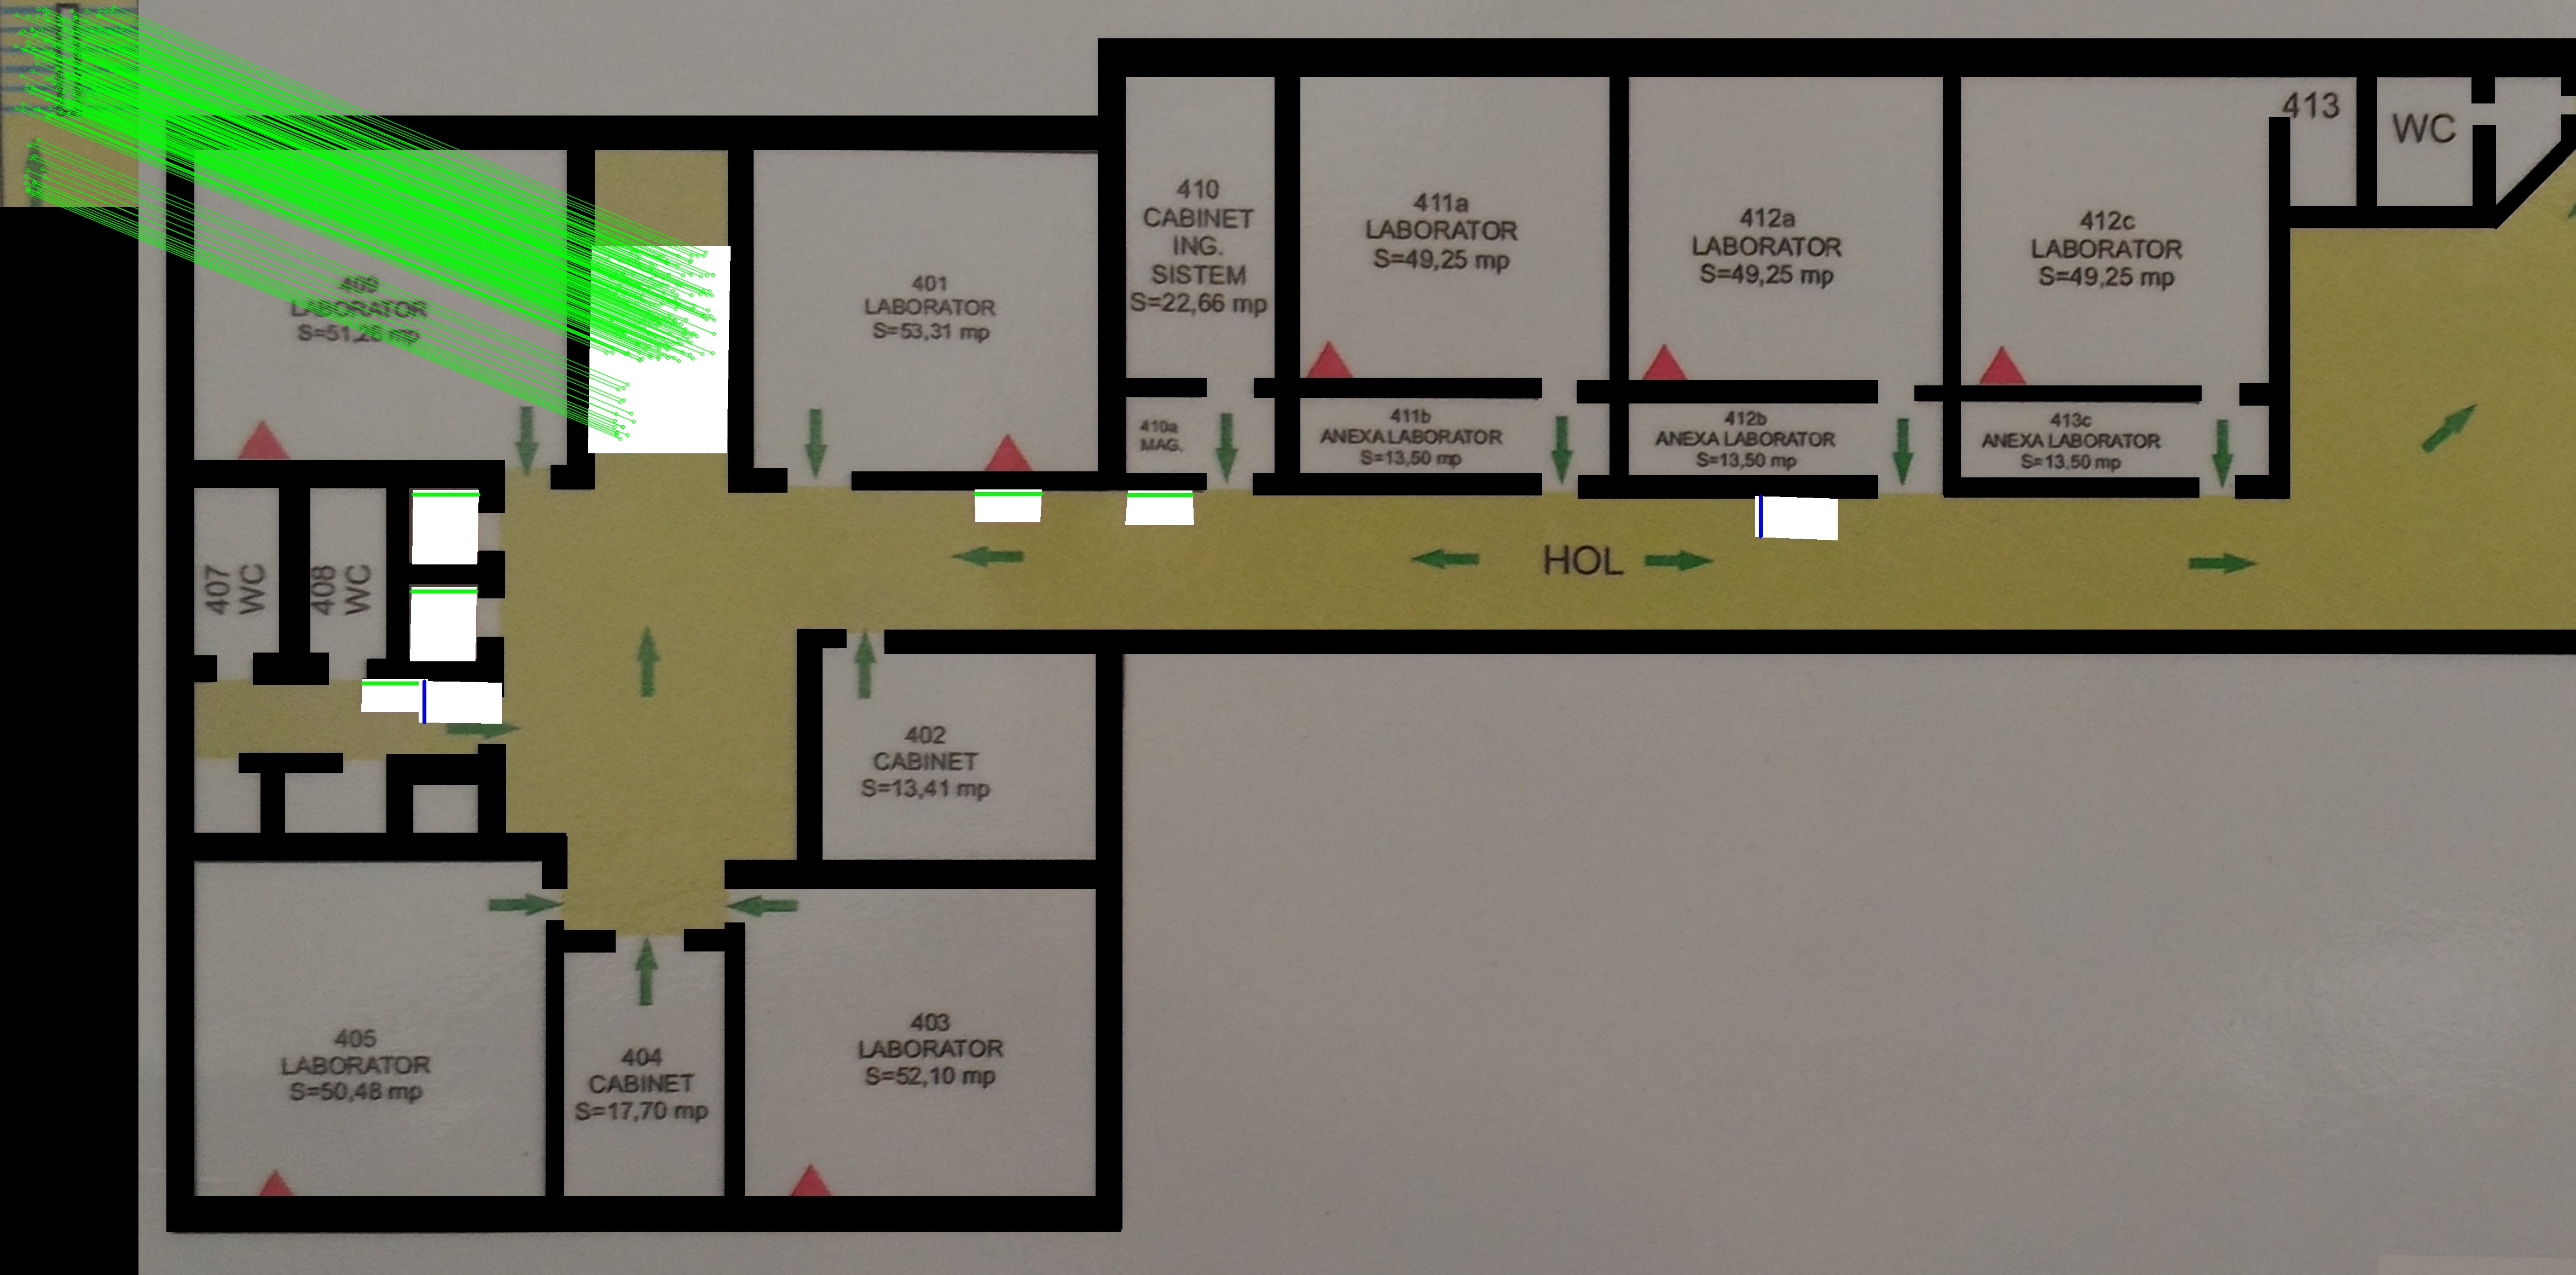 413
WC
410
CABINET
ING.
SISTEM
S=22,66 mp
411a
LABORATOR
S=49,25 mp
412a
LABORATOR
S=49,25 mp
412c
LABORATOR
S=49,25 mp
409
LABORATOR
S=51,28 mp
401
LABORATOR
S=53,31 mp
410a
MAG.
411b
ANEXA LABORATOR
S=13,50 mp
412b
ANEXA LABORATOR
S=13,50 mp
413c
ANEXA LABORATOR
S=13,50 mp
HOL
407
WC
408
WC
402
CABINET
S=13,41 mp
405
LABORATOR
S=50,48 mp
404
CABINET
S=17,70 mp
403
LABORATOR
S=52,10 mp